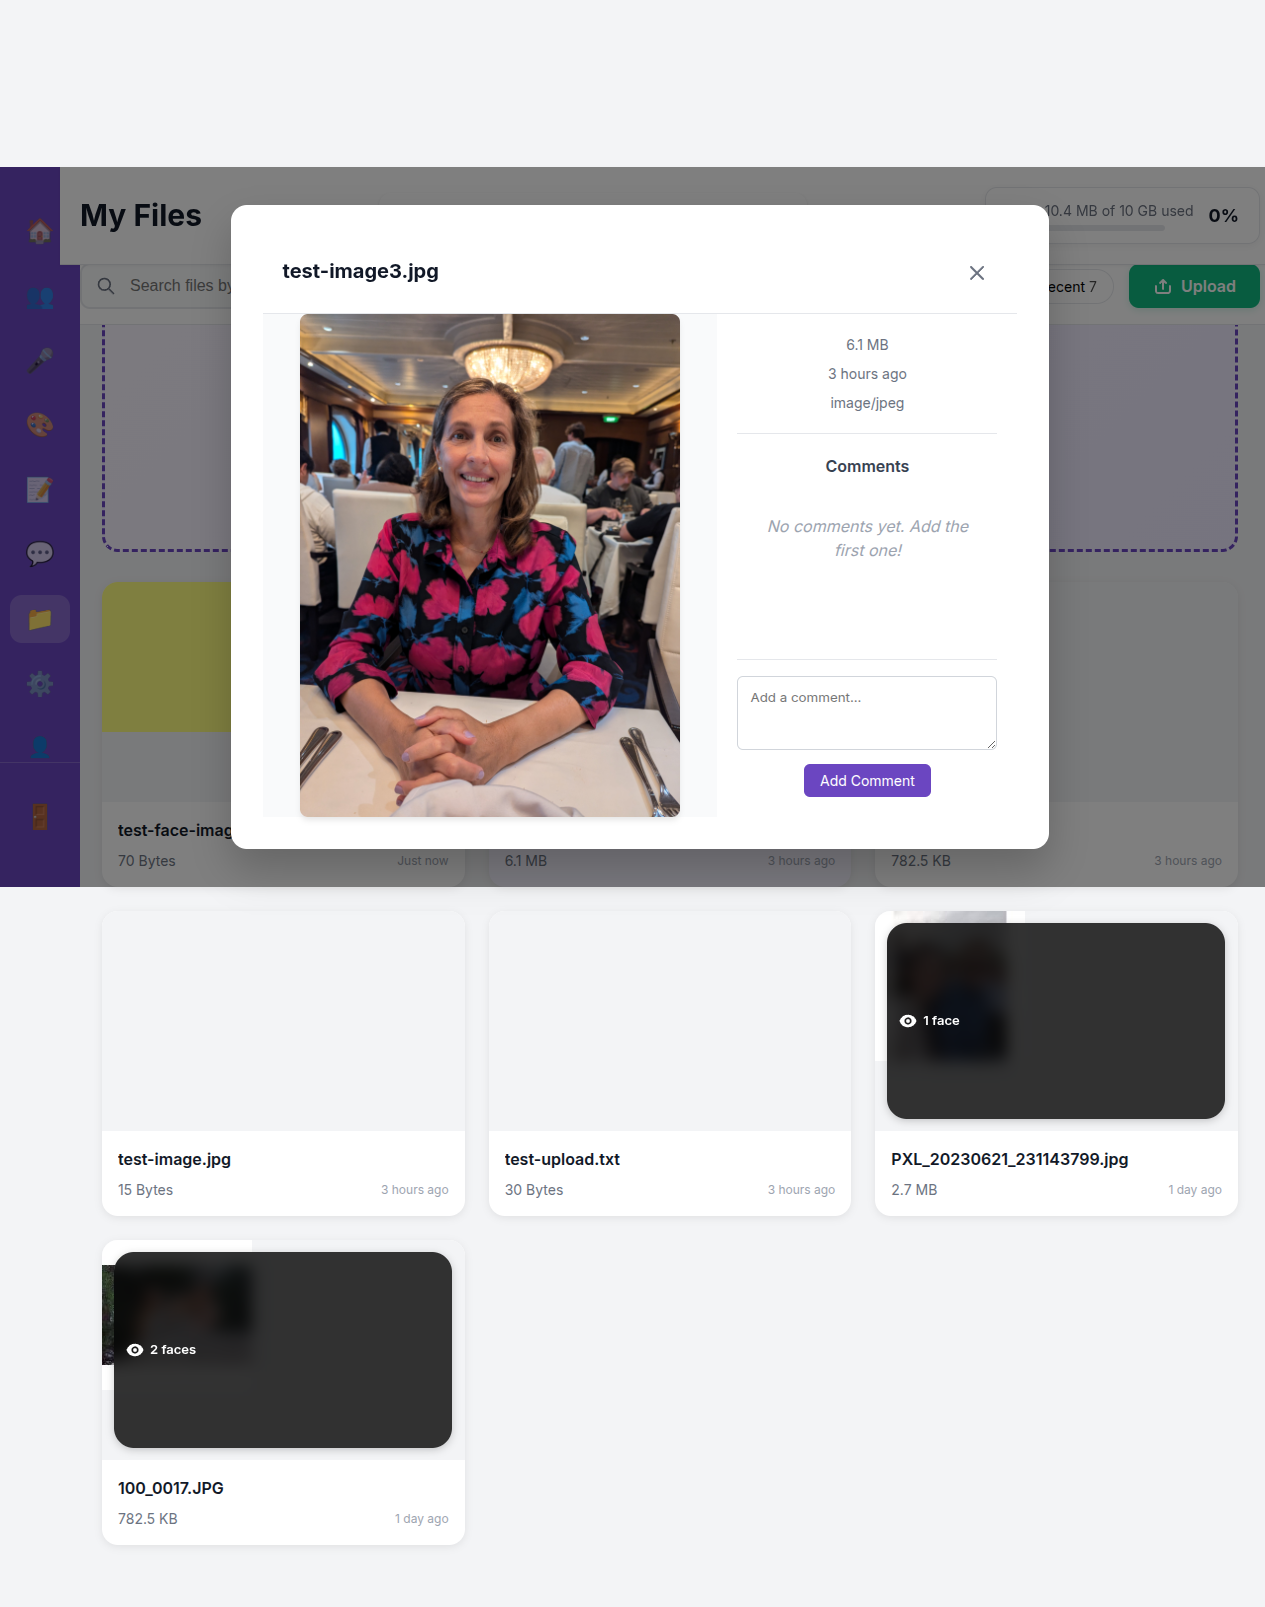 My Files
10.4 MB of 10 GB used
0%
Search files by
ecent 7
Upload
test-image3.jpg
6.1 MB
3 hours ago
image/jpeg
Comments
No comments yet. Add the
first one!
Add a comment...
Add Comment
test-face-imag
70 Bytes
Just now
6.1 MB
3 hours ago
782.5 KB
3 hours ago
test-image.jpg
15 Bytes
3 hours ago
test-upload.txt
30 Bytes
3 hours ago
1 face
PXL_20230621_231143799.jpg
2.7 MB
1 day ago
2 faces
100_0017.JPG
782.5 KB
1 day ago